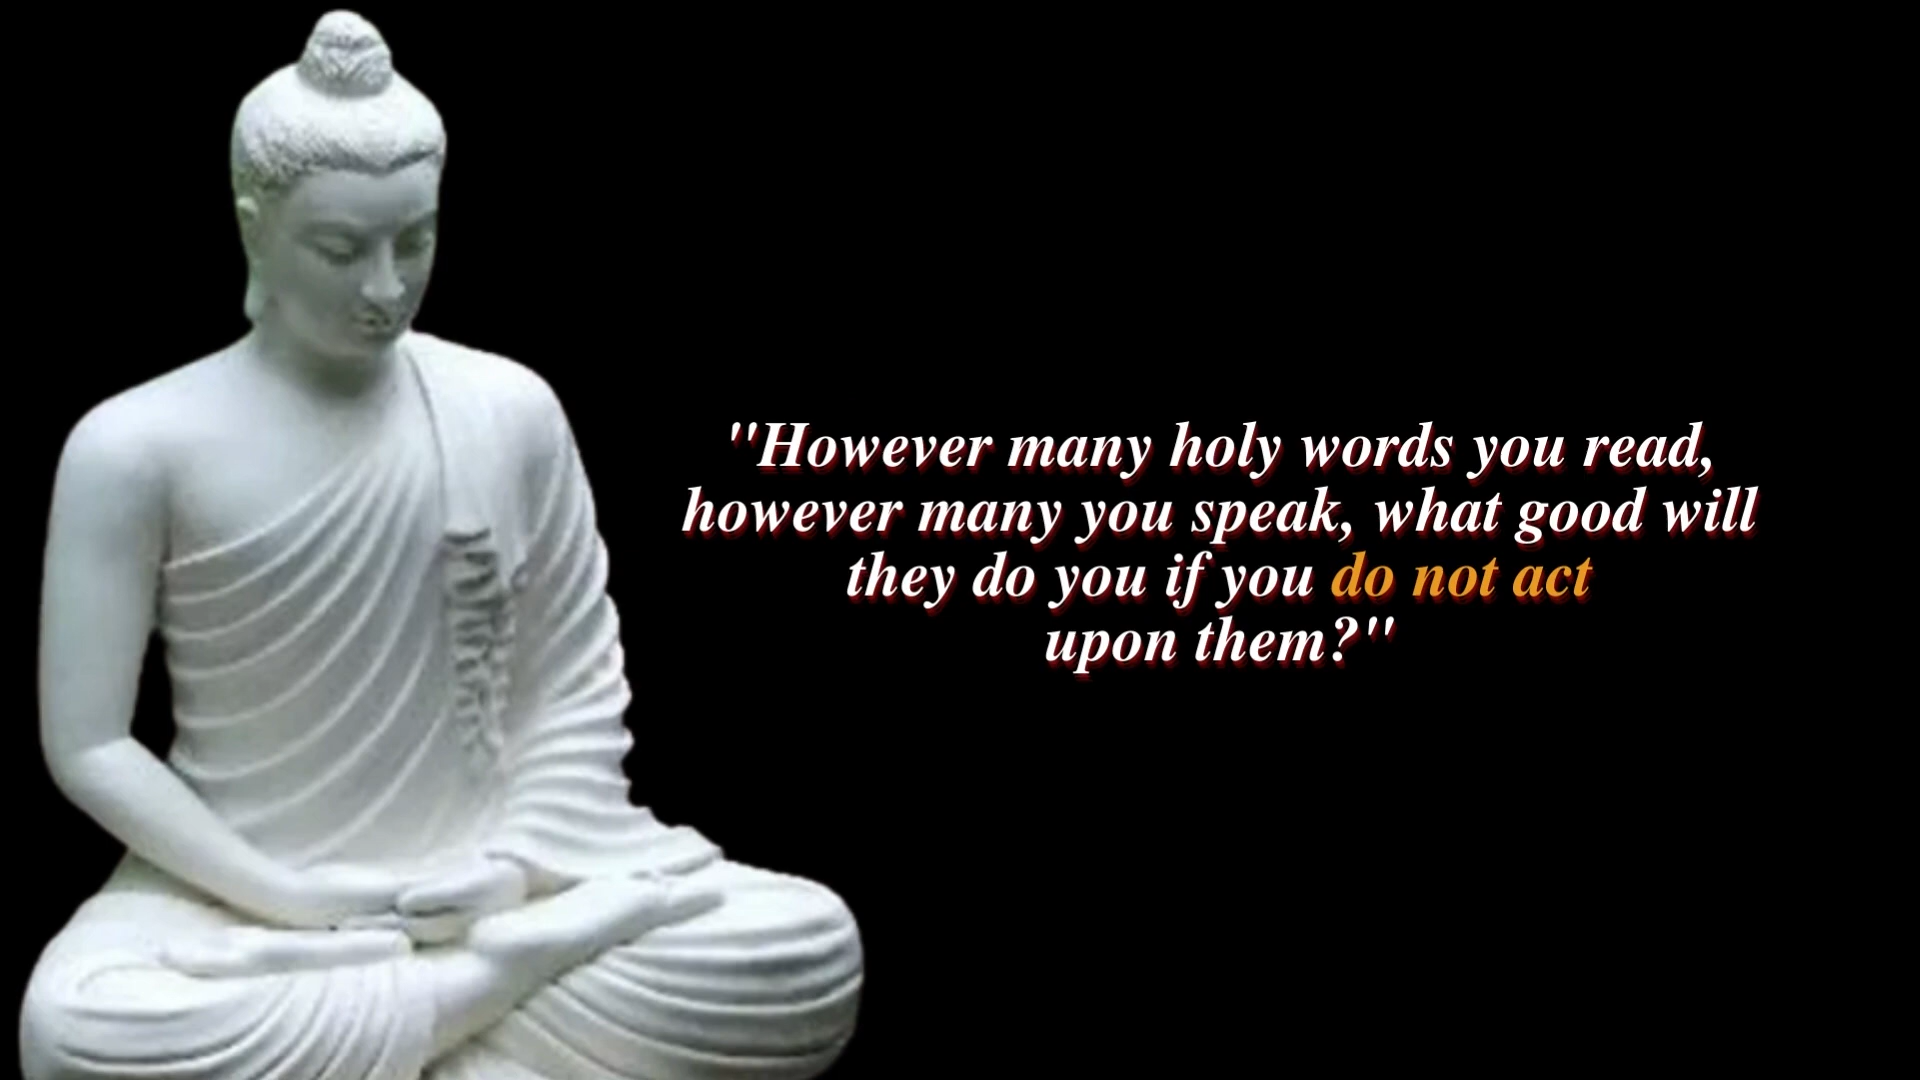 "However many holy words you read,
however many you speak, what good will
they do you if you do not act
upon them?"